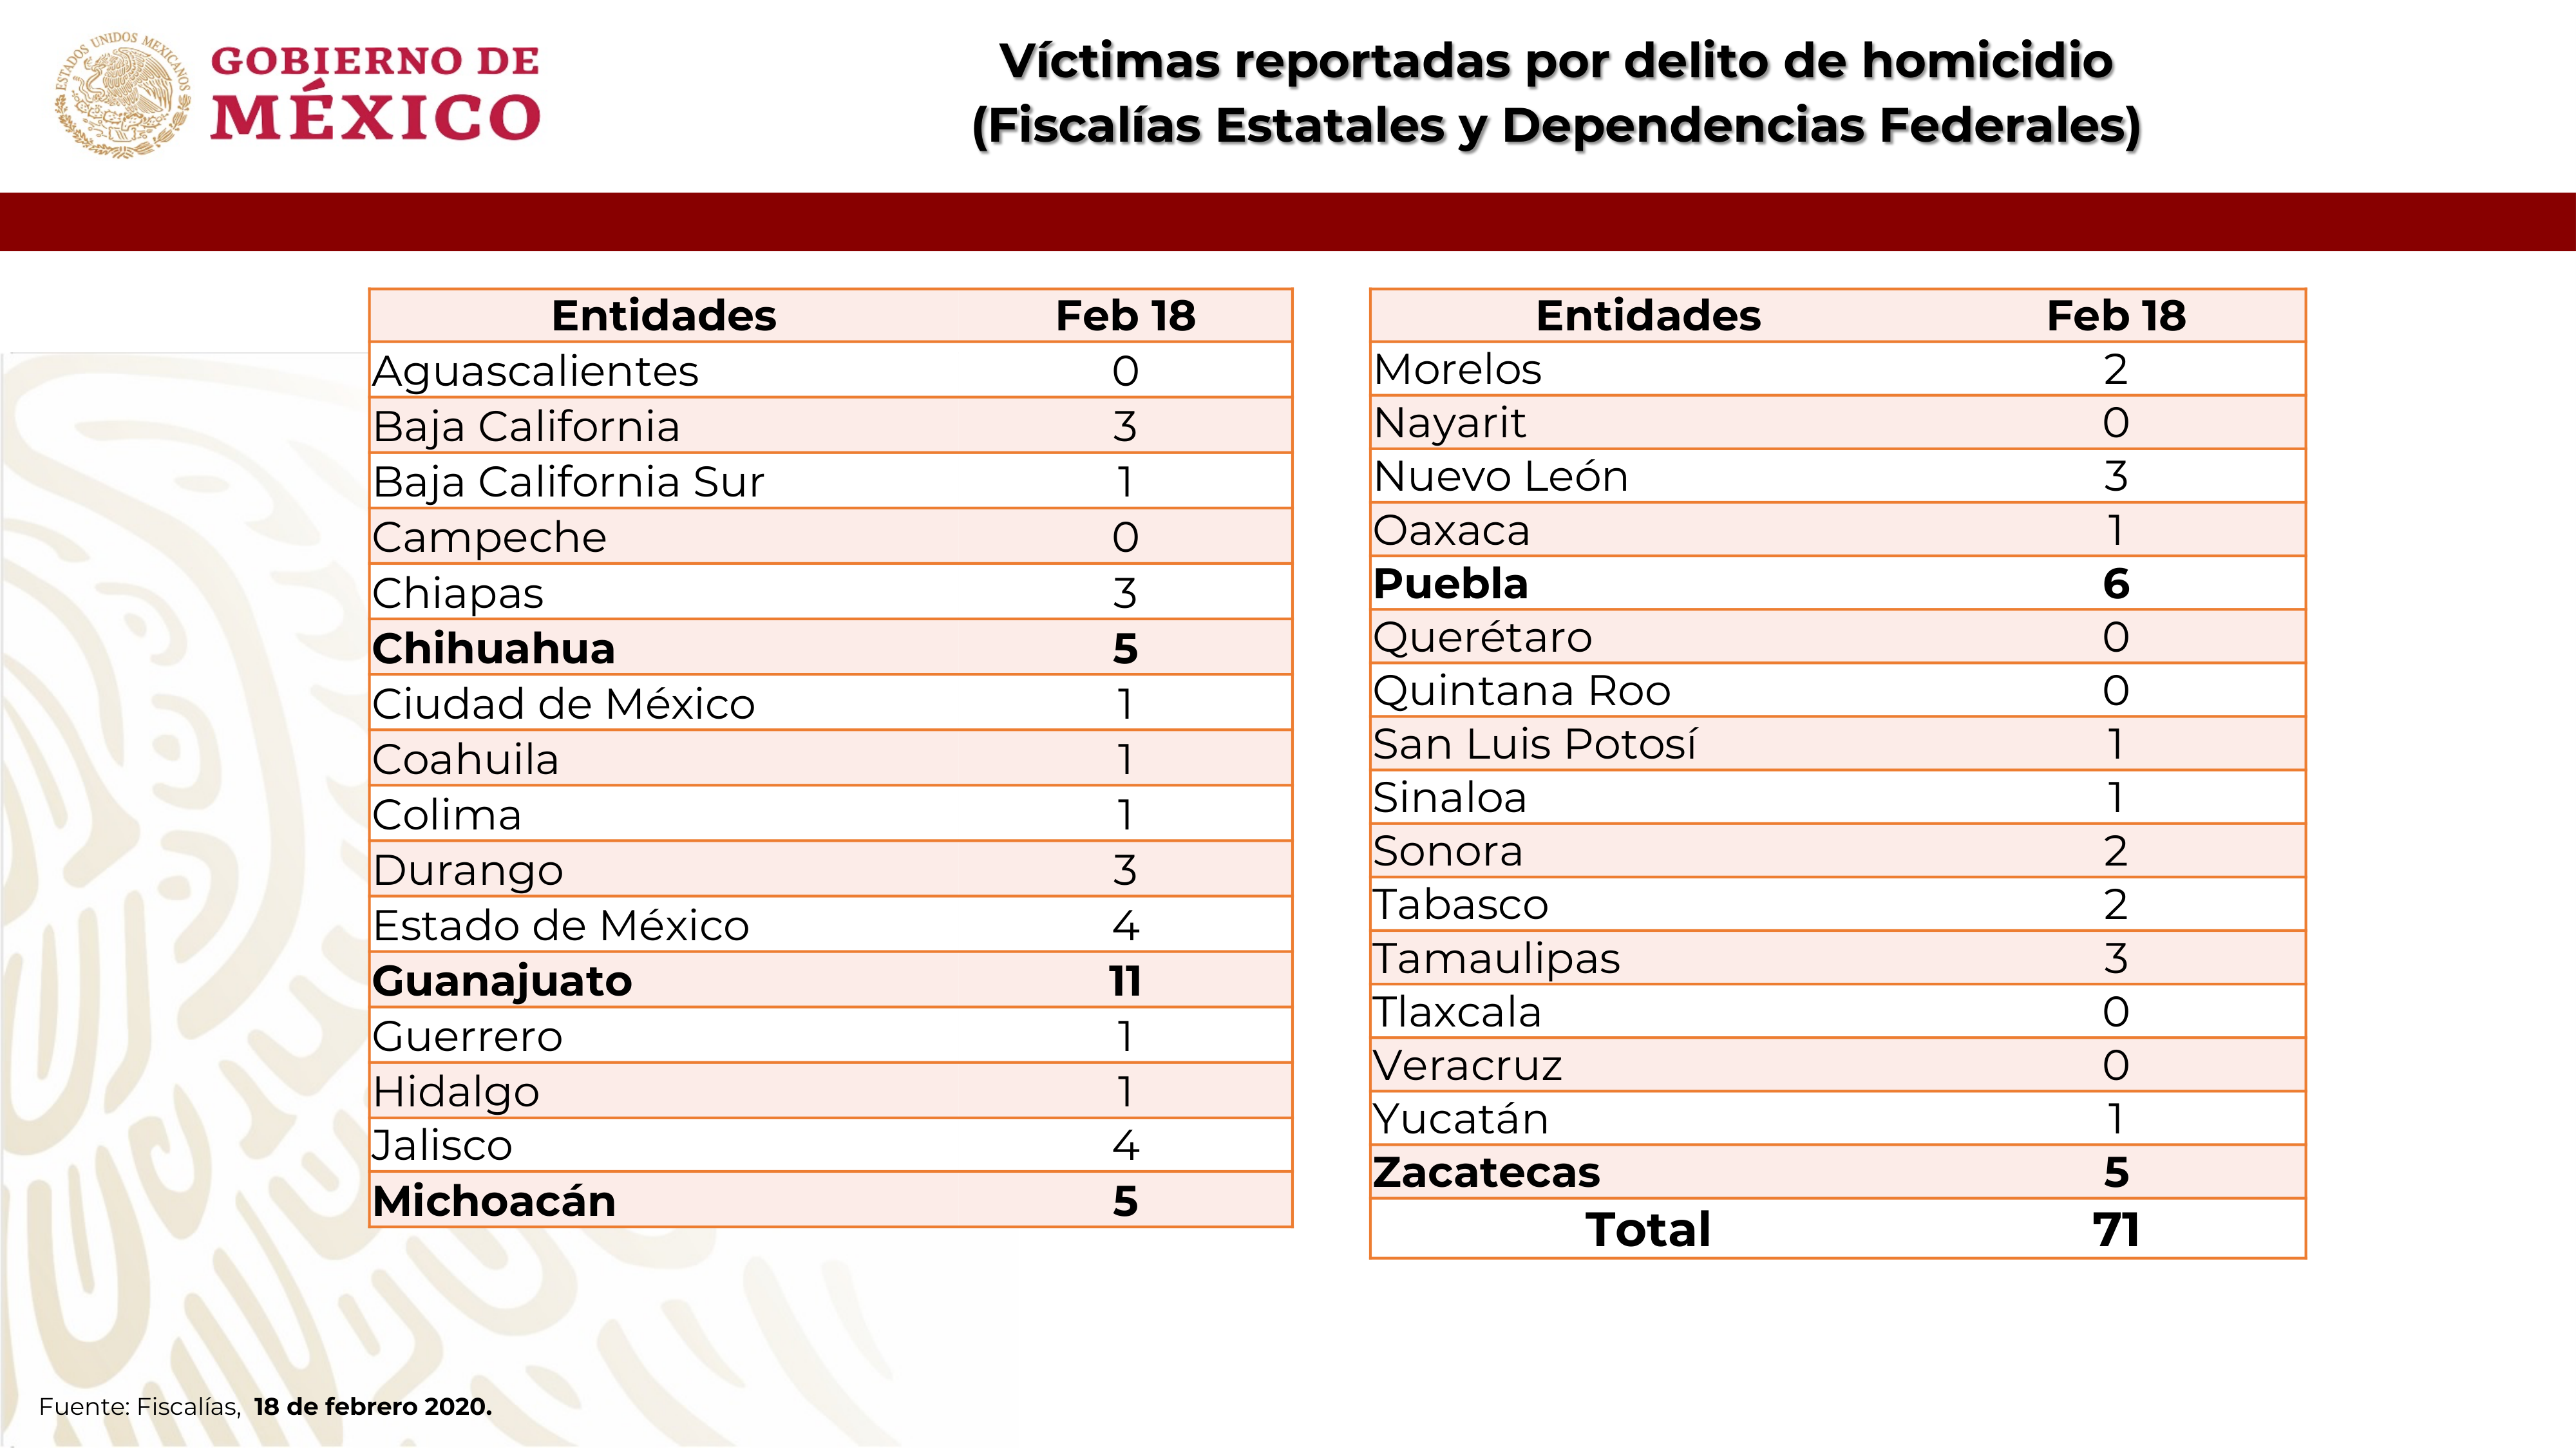 ESTADOS UNIDOS MEXICANOS
GOBIERNO DE
MÉXICO
Víctimas reportadas por delito de homicidio
(Fiscalías Estatales y Dependencias Federales)
Entidades Feb 18
Aguascalientes 0
Baja California 3
Baja California Sur 1
Campeche 0
Chiapas 3
Chihuahua 5
Ciudad de México 1
Coahuila 1
Colima 1
Durango 3
Estado de México 4
Guanajuato 11
Guerrero 1
Hidalgo 1
Jalisco 4
Michoacán 5
Entidades Feb 18
Morelos 2
Nayarit 0
Nuevo León 3
Oaxaca 1
Puebla 6
Querétaro 0
Quintana Roo 0
San Luis Potosí 1
Sinaloa 1
Sonora 2
Tabasco 2
Tamaulipas 3
Tlaxcala 0
Veracruz 0
Yucatán 1
Zacatecas 5
Total 71
Fuente: Fiscalías, 18 de febrero 2020.